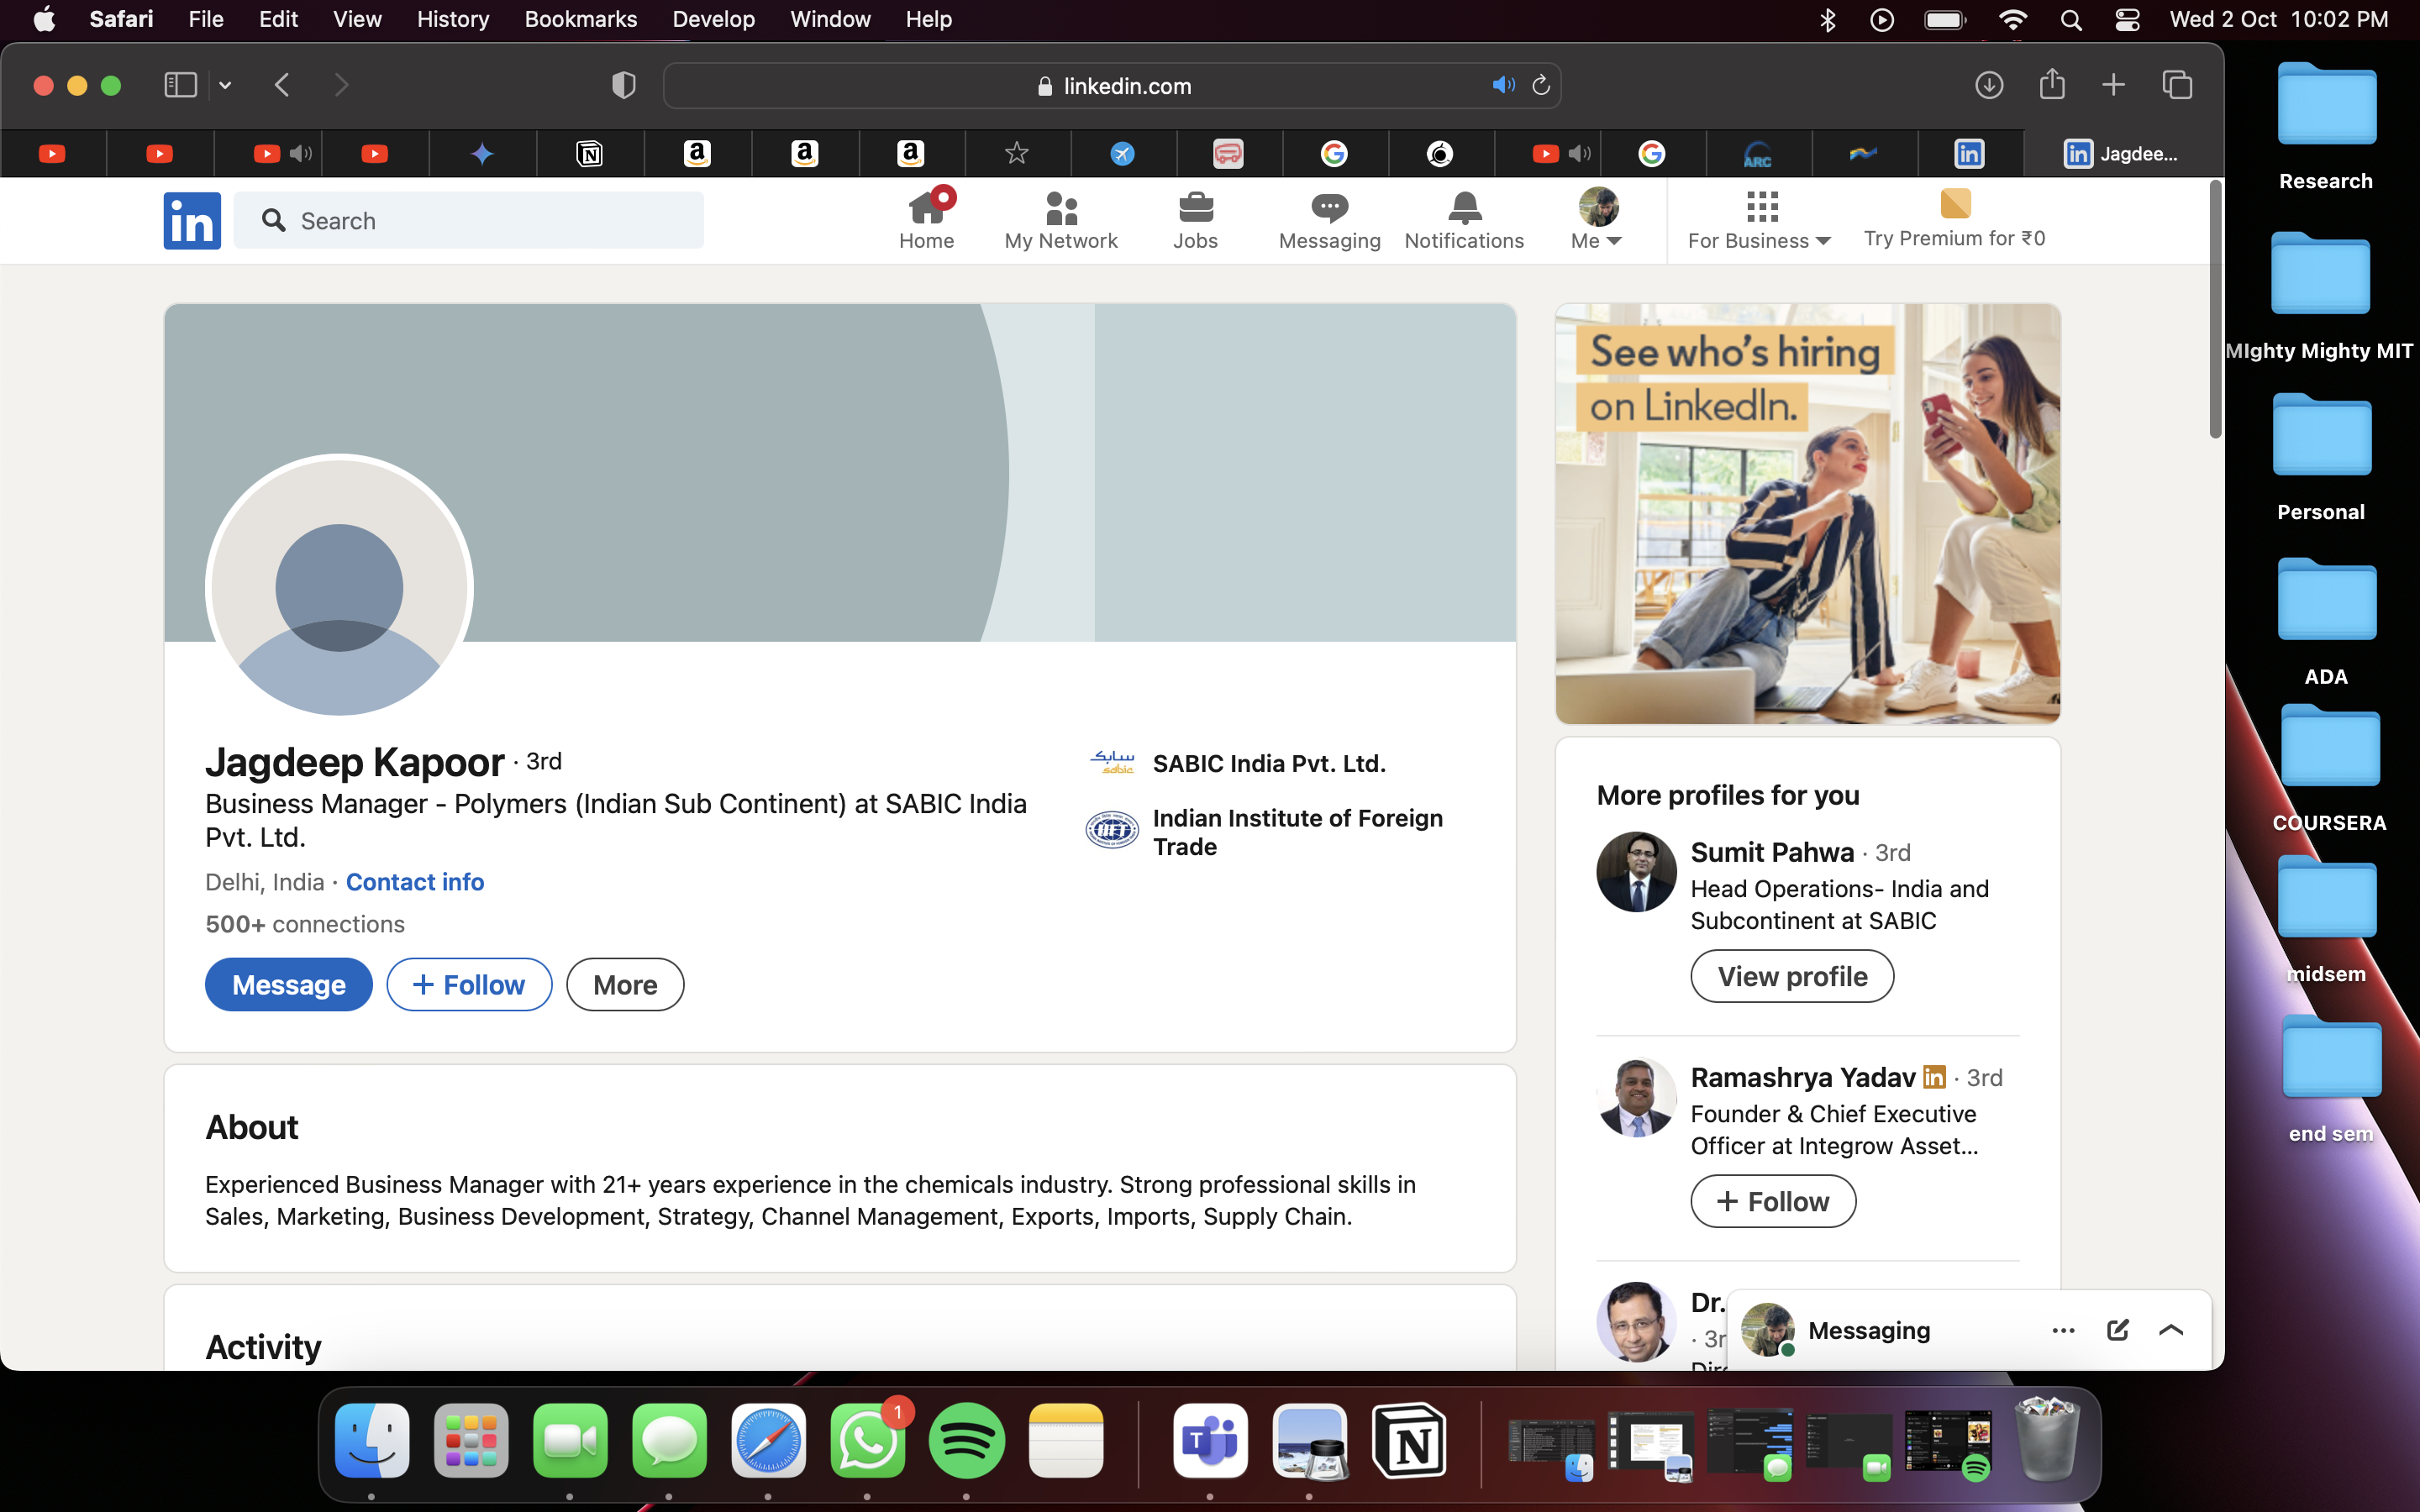 Safari File Edit View History Bookmarks Develop Window Help
Wed 2 Oct 10:02 PM
linkedin.com
Jagdee...
in
Search
Home
My Network
Jobs
Messaging
Notifications
Me
For Business
Try Premium for ₹0
See who's hiring
on LinkedIn.
Jagdeep Kapoor · 3rd
Business Manager - Polymers (Indian Sub Continent) at SABIC India
Pvt. Ltd.
Delhi, India · Contact info
500+ connections
Message
+ Follow
More
سابك
sabic
SABIC India Pvt. Ltd.
IIFT
Indian Institute of Foreign
Trade
About
Experienced Business Manager with 21+ years experience in the chemicals industry. Strong professional skills in
Sales, Marketing, Business Development, Strategy, Channel Management, Exports, Imports, Supply Chain.
Activity
More profiles for you
Sumit Pahwa · 3rd
Head Operations- India and
Subcontinent at SABIC
View profile
Ramashrya Yadav in · 3rd
Founder & Chief Executive
Officer at Integrow Asset...
+ Follow
Dr.
· 3r
Messaging
Research
MIghty Mighty MIT
Personal
ADA
COURSERA
midsem
end sem
ARC
1